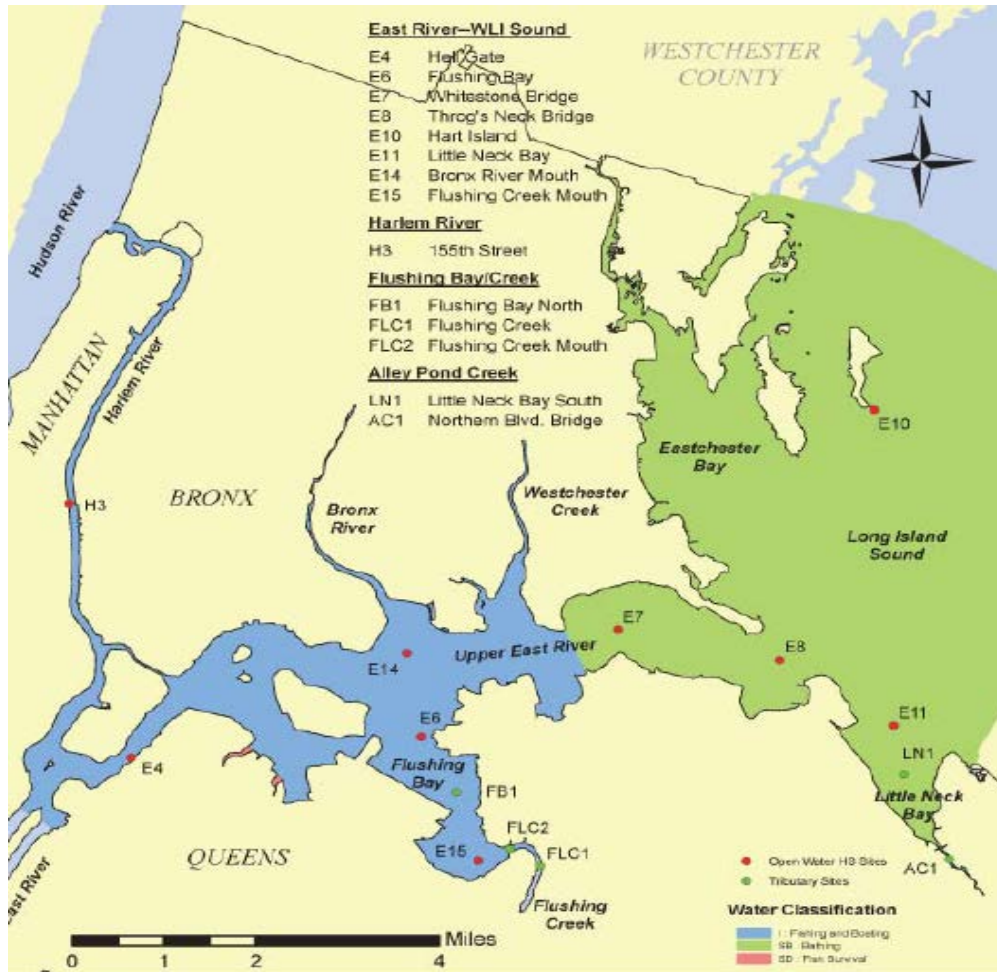 East River–WLI Sound
E4 Hell Gate
E6 Flushing Bay
E7 Whitestone Bridge
E8 Throg's Neck Bridge
E10 Hart Island
E11 Little Neck Bay
E14 Bronx River Mouth
E15 Flushing Creek Mouth
Harlem River
H3 155th Street
Flushing Bay/Creek
FB1 Flushing Bay North
FLC1 Flushing Creek
FLC2 Flushing Creek Mouth
Alley Pond Creek
LN1 Little Neck Bay South
AC1 Northern Blvd. Bridge
WESTCHESTER
COUNTY
N
Hudson River
MANHATTAN
Harlem River
H3
BRONX
Bronx
River
Westchester
Creek
Eastchester
Bay
E10
Long Island
Sound
E7
E14
Upper East River
E8
E6
E11
E4
Flushing
Bay
FB1
LN1
Little Neck
Bay
FLC2
E15
FLC1
AC1
QUEENS
East River
Flushing
Creek
Open Water HS Sites
Tributary Sites
Water Classification
I : Fishing and Boating
SB : Bathing
SD : Fish Survival
Miles
0 1 2 4